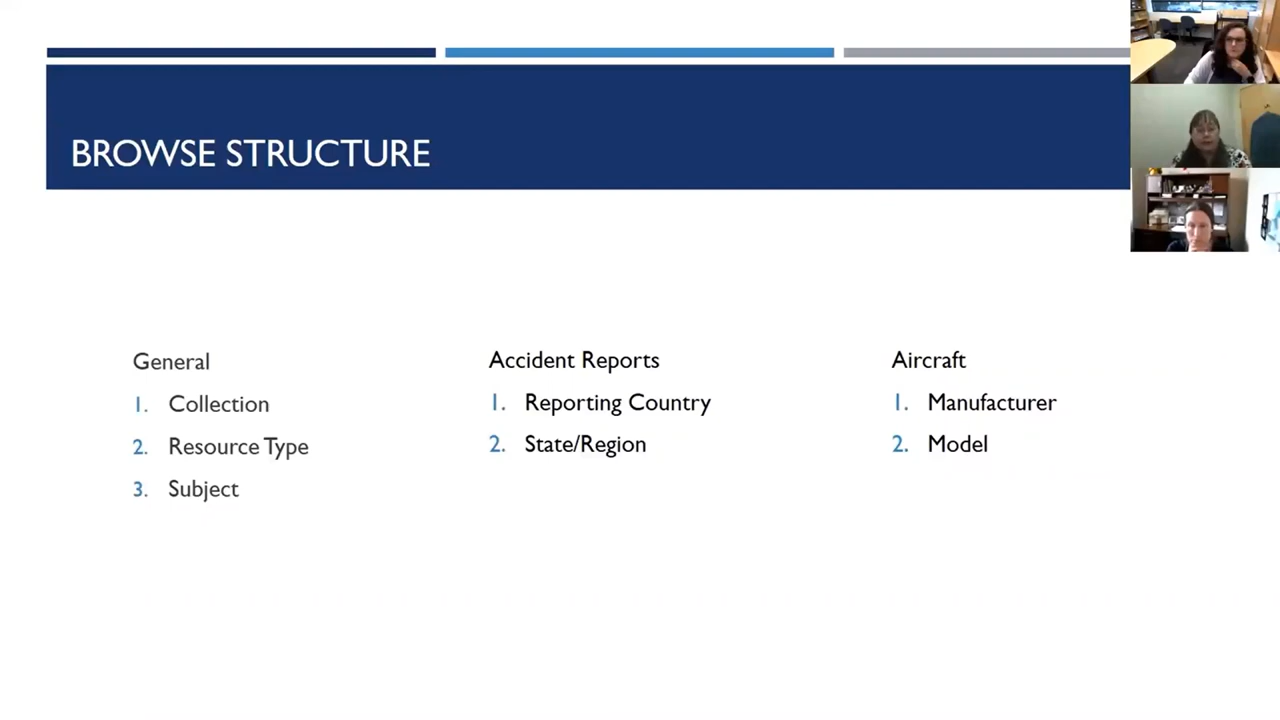 BROWSE STRUCTURE
General
1. Collection
2. Resource Type
3. Subject
Accident Reports
1. Reporting Country
2. State/Region
Aircraft
1. Manufacturer
2. Model